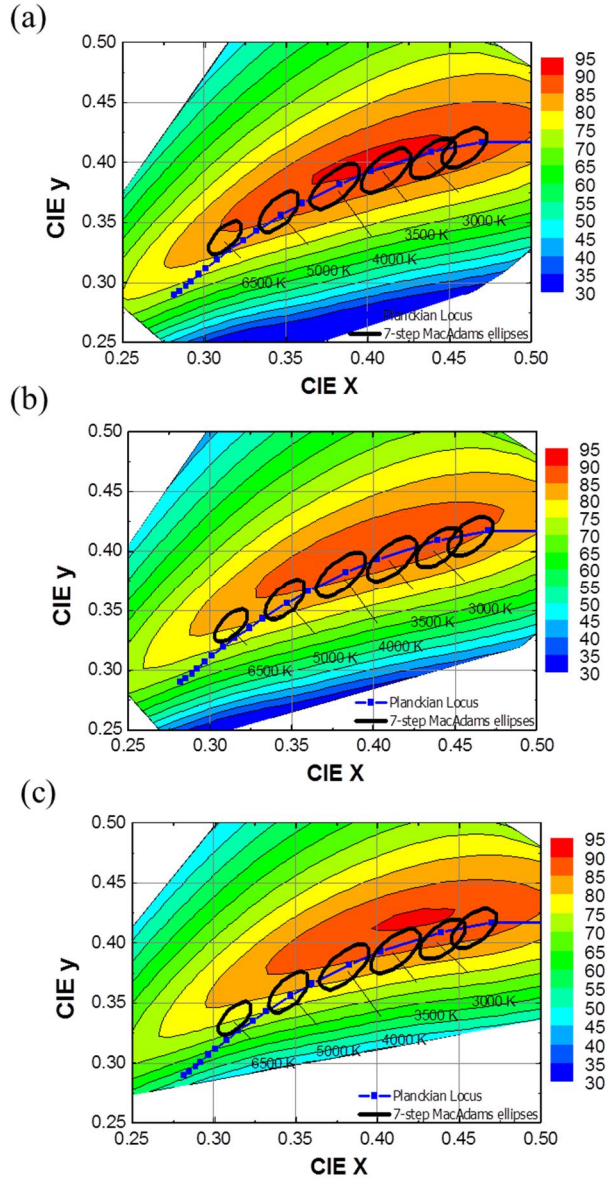 (a)
0.50
0.45
0.40
0.35
0.30
0.25
CIE y
0.25 0.30 0.35 0.40 0.45 0.50
CIE X
6500 K
5000 K
4000 K
3500 K
3000 K
Planckian Locus
7-step MacAdams ellipses
95
90
85
80
75
70
65
60
55
50
45
40
35
30
(b)
0.50
0.45
0.40
0.35
0.30
0.25
CIE y
0.25 0.30 0.35 0.40 0.45 0.50
CIE X
6500 K
5000 K
4000 K
3500 K
3000 K
Planckian Locus
7-step MacAdams ellipses
95
90
85
80
75
70
65
60
55
50
45
40
35
30
(c)
0.50
0.45
0.40
0.35
0.30
0.25
CIE y
0.25 0.30 0.35 0.40 0.45 0.50
CIE X
6500 K
5000 K
4000 K
3500 K
3000 K
Planckian Locus
7-step MacAdams ellipses
95
90
85
80
75
70
65
60
55
50
45
40
35
30